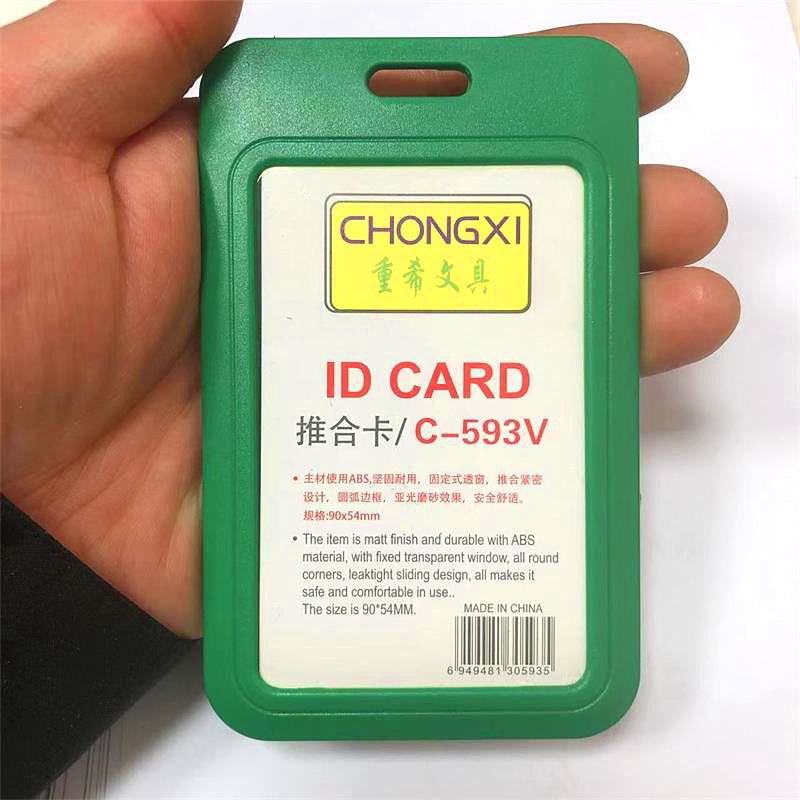 CHONGXI
重希文具
ID CARD
推合卡/ C-593V
• 主材使用ABS,坚固耐用，固定式透窗，推合紧密
设计，圆弧边框，亚光磨砂效果，安全舒适。
规格:90x54mm
• The item is matt finish and durable with ABS
material, with fixed transparent window, all round
corners, leaktight sliding design, all makes it
safe and comfortable in use..
The size is 90*54MM.
MADE IN CHINA
6 949481 305935